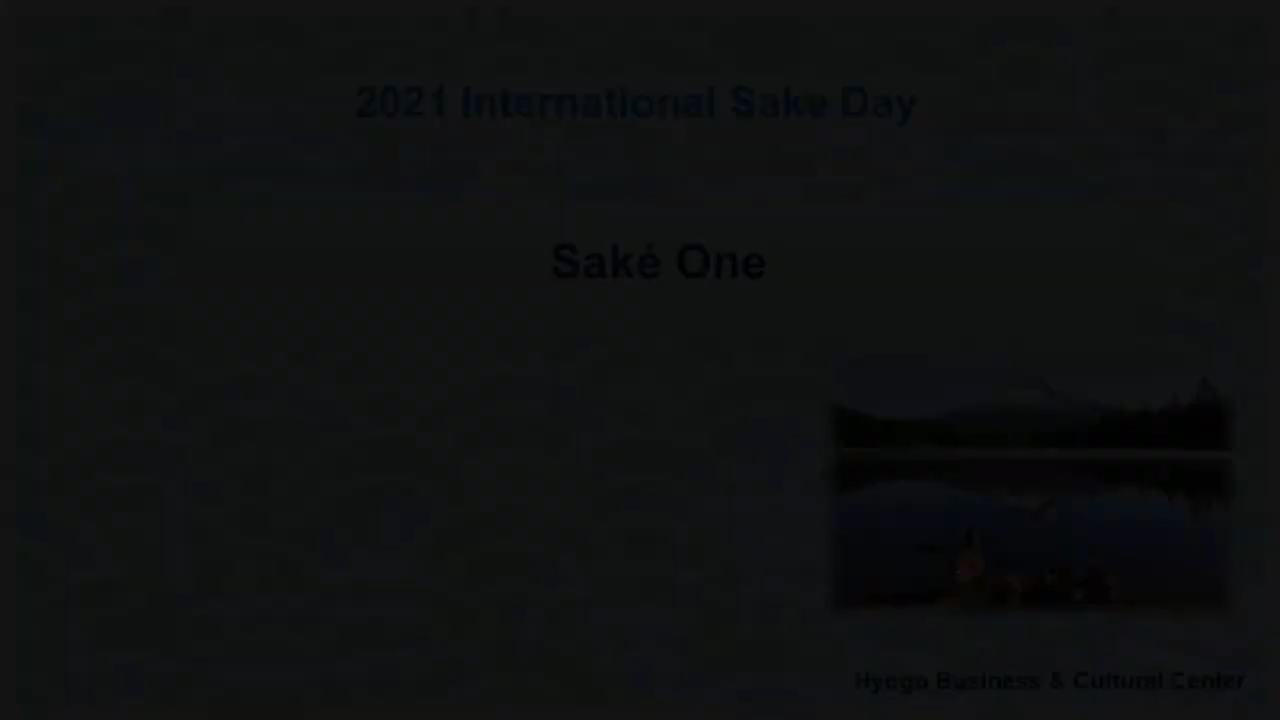 2021 International Sake Day
Saké One
Hyogo Business & Cultural Center